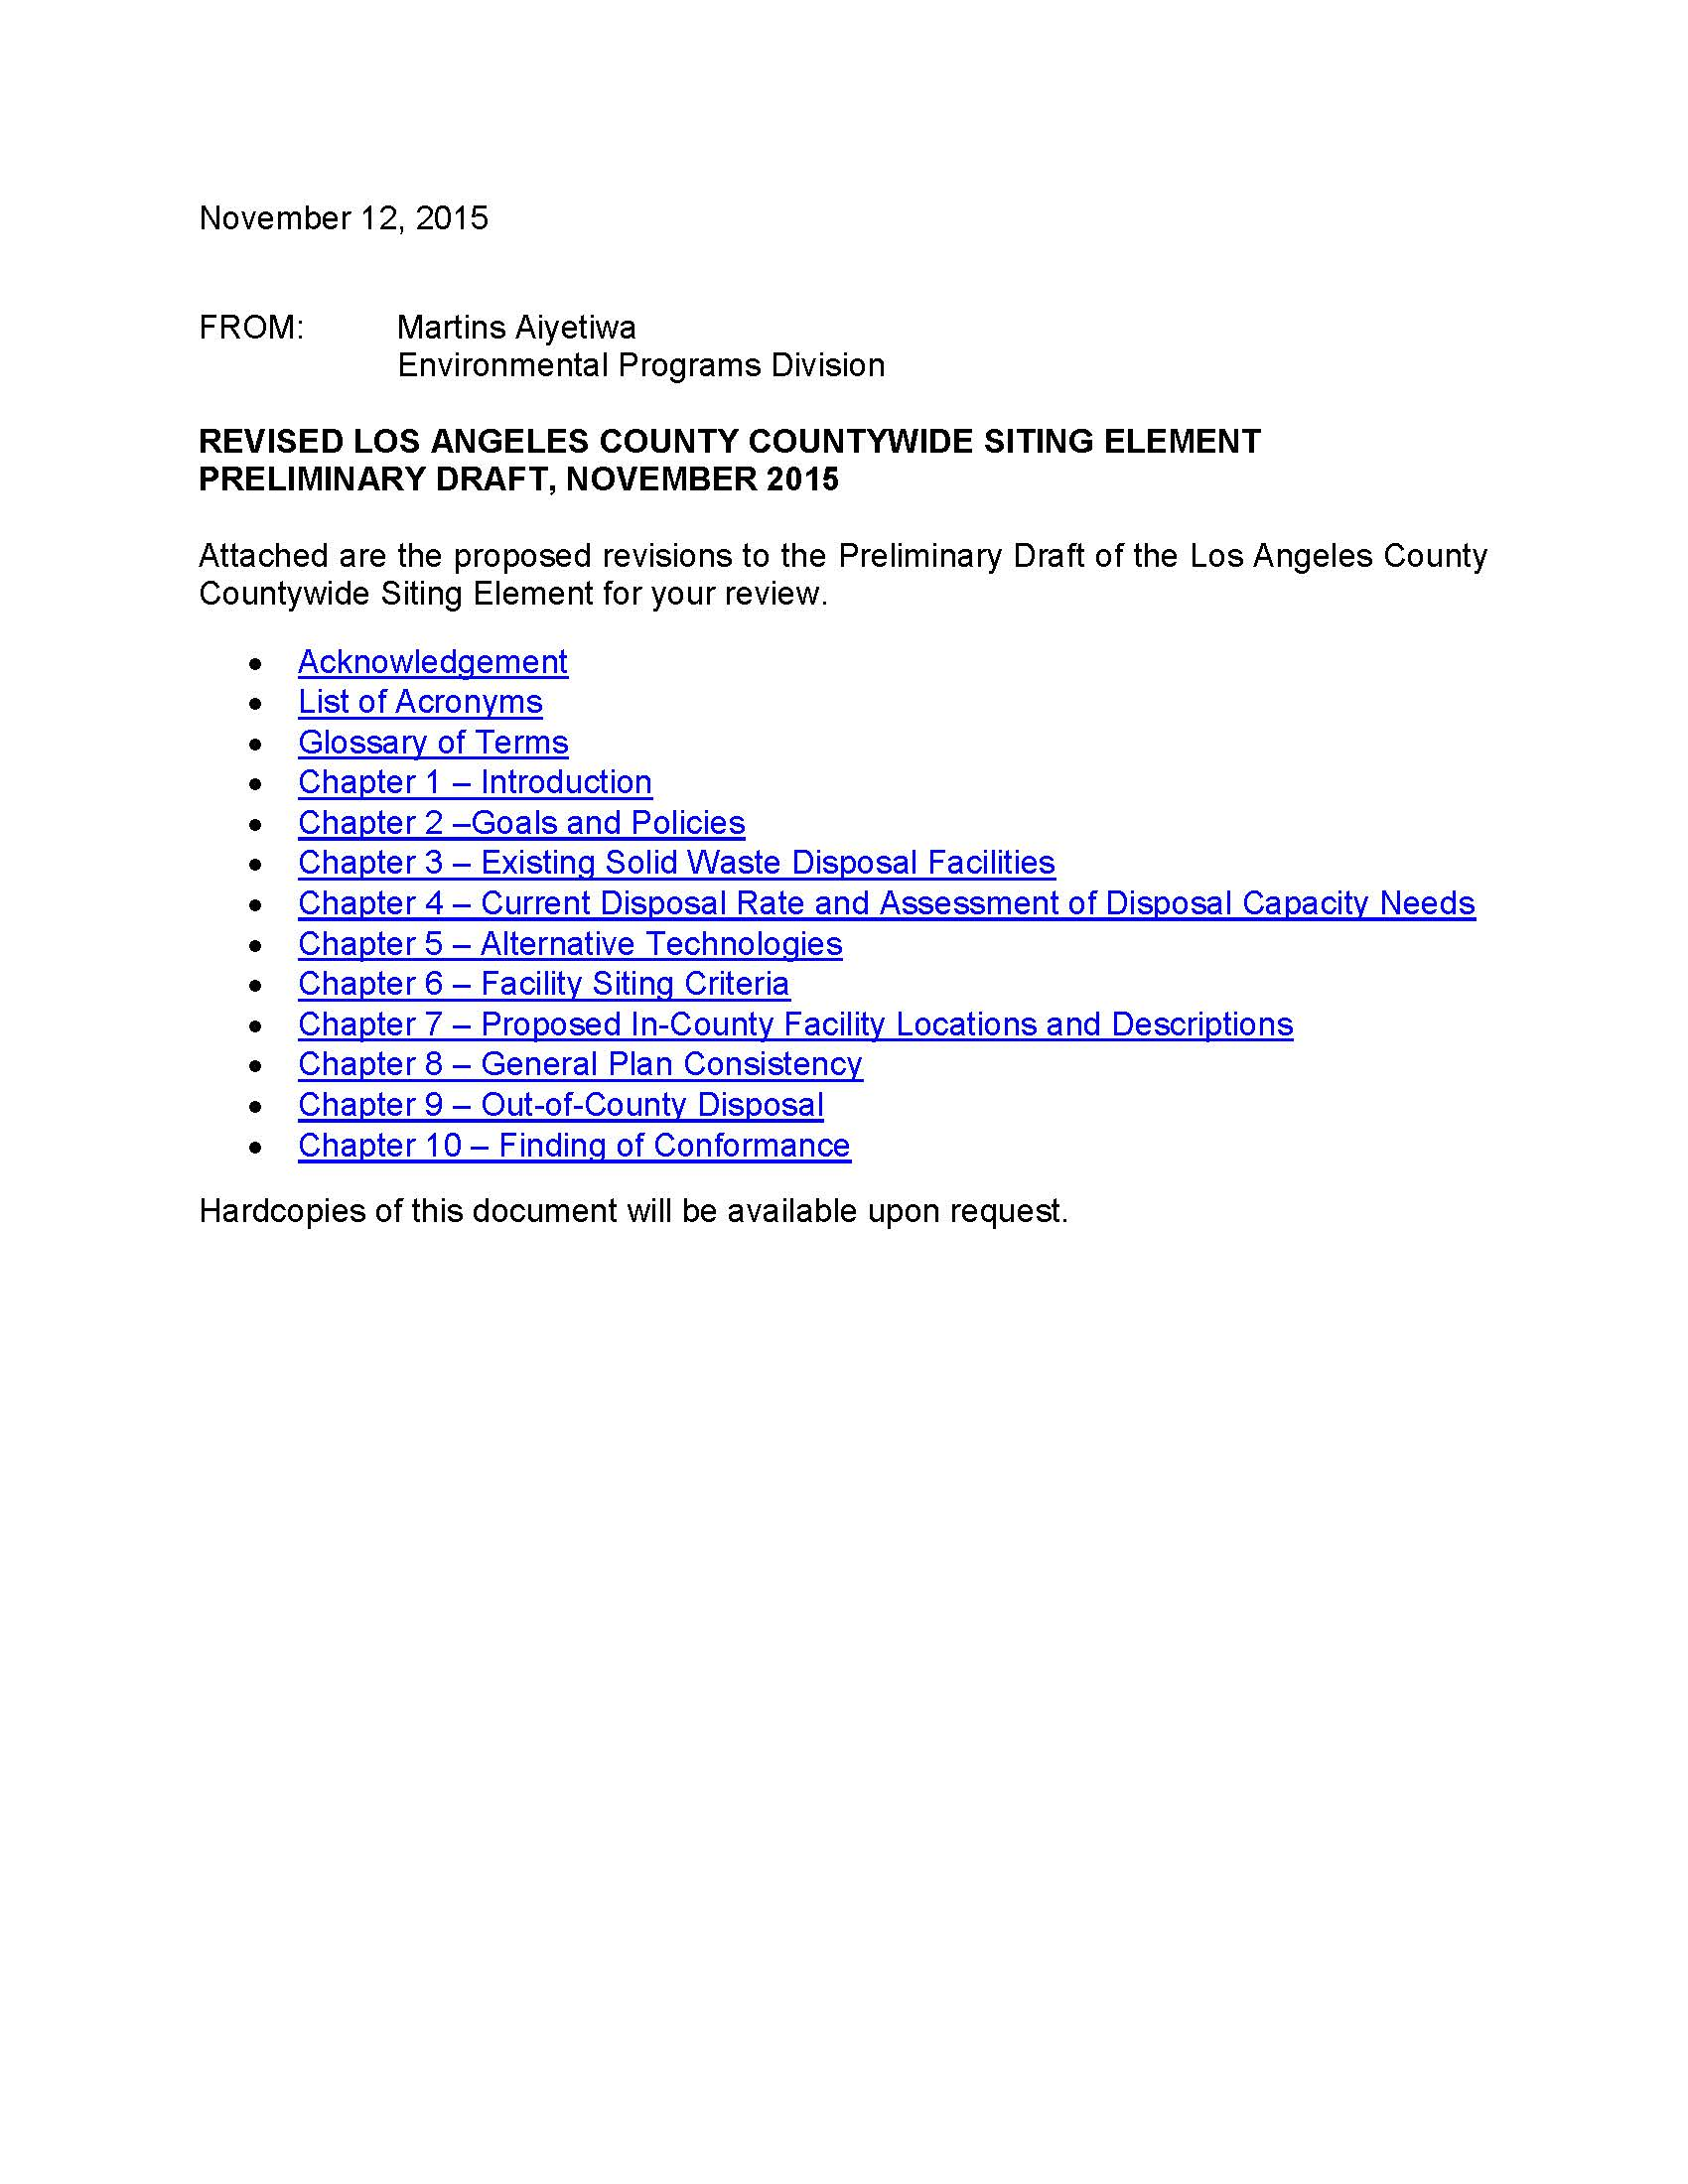 November 12, 2015
FROM: Martins Aiyetiwa
Environmental Programs Division
REVISED LOS ANGELES COUNTY COUNTYWIDE SITING ELEMENT
PRELIMINARY DRAFT, NOVEMBER 2015
Attached are the proposed revisions to the Preliminary Draft of the Los Angeles County
Countywide Siting Element for your review.
• Acknowledgement
• List of Acronyms
• Glossary of Terms
• Chapter 1 – Introduction
• Chapter 2 –Goals and Policies
• Chapter 3 – Existing Solid Waste Disposal Facilities
• Chapter 4 – Current Disposal Rate and Assessment of Disposal Capacity Needs
• Chapter 5 – Alternative Technologies
• Chapter 6 – Facility Siting Criteria
• Chapter 7 – Proposed In-County Facility Locations and Descriptions
• Chapter 8 – General Plan Consistency
• Chapter 9 – Out-of-County Disposal
• Chapter 10 – Finding of Conformance
Hardcopies of this document will be available upon request.